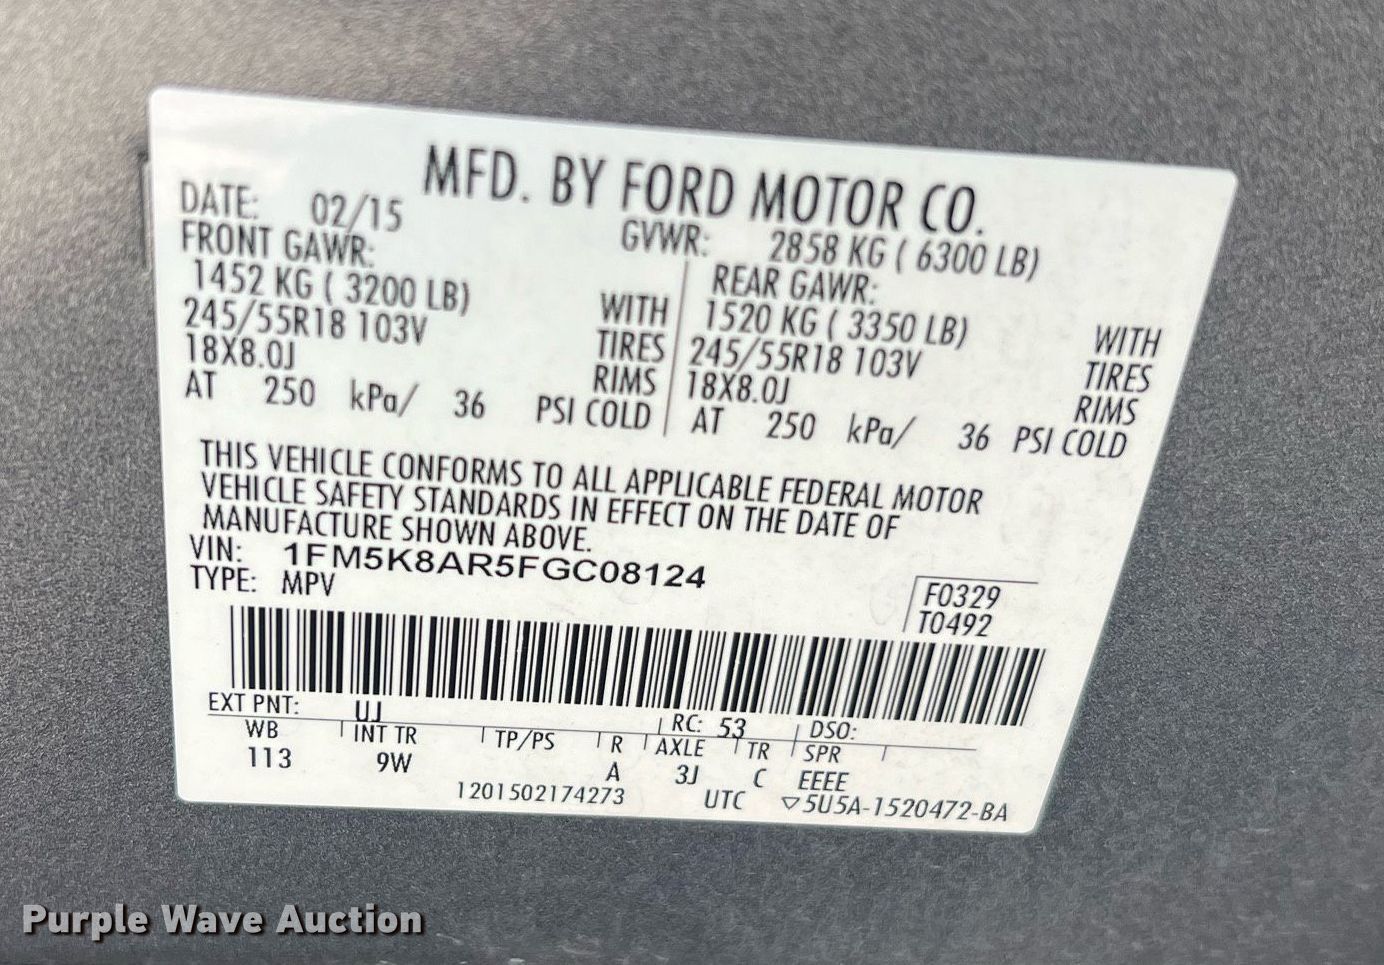 MFD. BY FORD MOTOR CO.
DATE: 02/15
GVWR: 2858 KG ( 6300 LB)
FRONT GAWR:
1452 KG ( 3200 LB) WITH
245/55R18 103V TIRES
18X8.0J RIMS
AT 250 kPa/ 36 PSI COLD
REAR GAWR:
1520 KG ( 3350 LB) WITH
245/55R18 103V TIRES
18X8.0J RIMS
AT 250 kPa/ 36 PSI COLD
THIS VEHICLE CONFORMS TO ALL APPLICABLE FEDERAL MOTOR
VEHICLE SAFETY STANDARDS IN EFFECT ON THE DATE OF
MANUFACTURE SHOWN ABOVE.
VIN: 1FM5K8AR5FGC08124
TYPE: MPV
F0329
T0492
EXT PNT: UJ RC: 53 DSO:
WB INT TR TP/PS R AXLE TR SPR
113 9W A 3J C EEEE
1201502174273 UTC ▽5U5A-1520472-BA
Purple Wave Auction